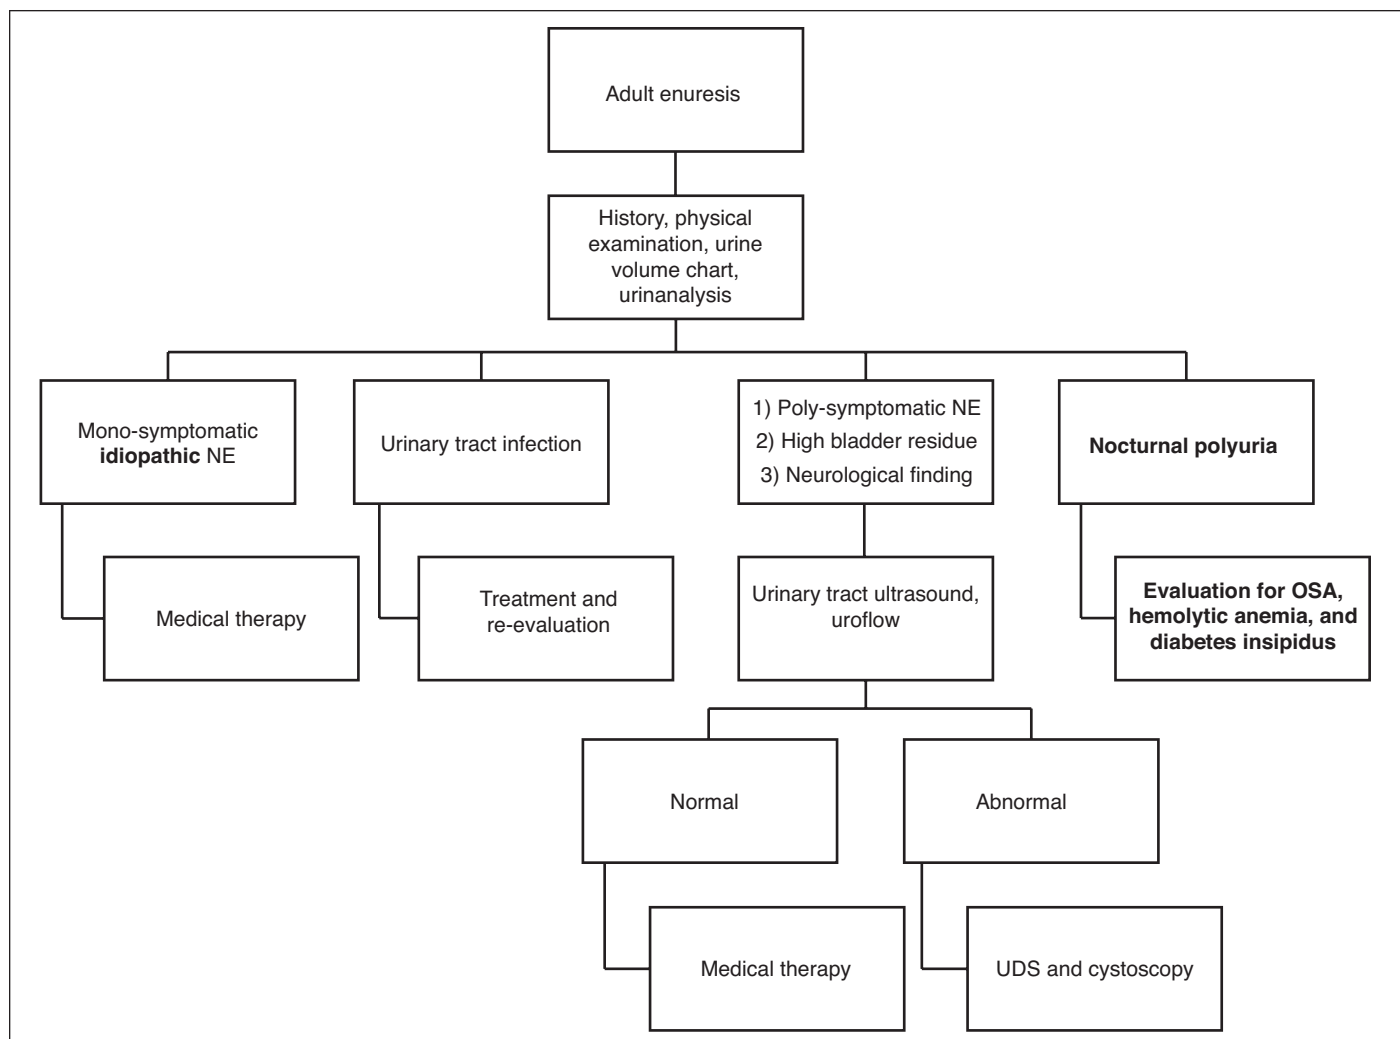 Adult enuresis
History, physical
examination, urine
volume chart,
urinanalysis
Mono-symptomatic
idiopathic NE
Urinary tract infection
1) Poly-symptomatic NE
2) High bladder residue
3) Neurological finding
Nocturnal polyuria
Medical therapy
Treatment and
re-evaluation
Urinary tract ultrasound,
uroflow
Evaluation for OSA,
hemolytic anemia, and
diabetes insipidus
Normal
Abnormal
Medical therapy
UDS and cystoscopy